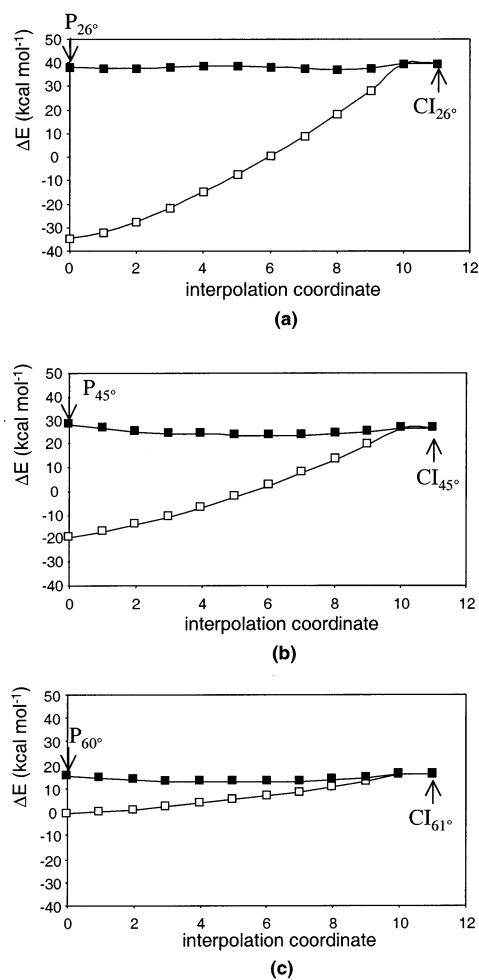 P26°
50
40
30
20
10
0
-10
-20
-30
-40
ΔE (kcal mol-1)
CI26°
0 2 4 6 8 10 12
interpolation coordinate
(a)
P45°
50
40
30
20
10
0
-10
-20
-30
-40
ΔE (kcal mol-1)
CI45°
0 2 4 6 8 10 12
interpolation coordinate
(b)
P60°
50
40
30
20
10
0
-10
-20
-30
-40
ΔE (kcal mol-1)
CI61°
0 2 4 6 8 10 12
interpolation coordinate
(c)